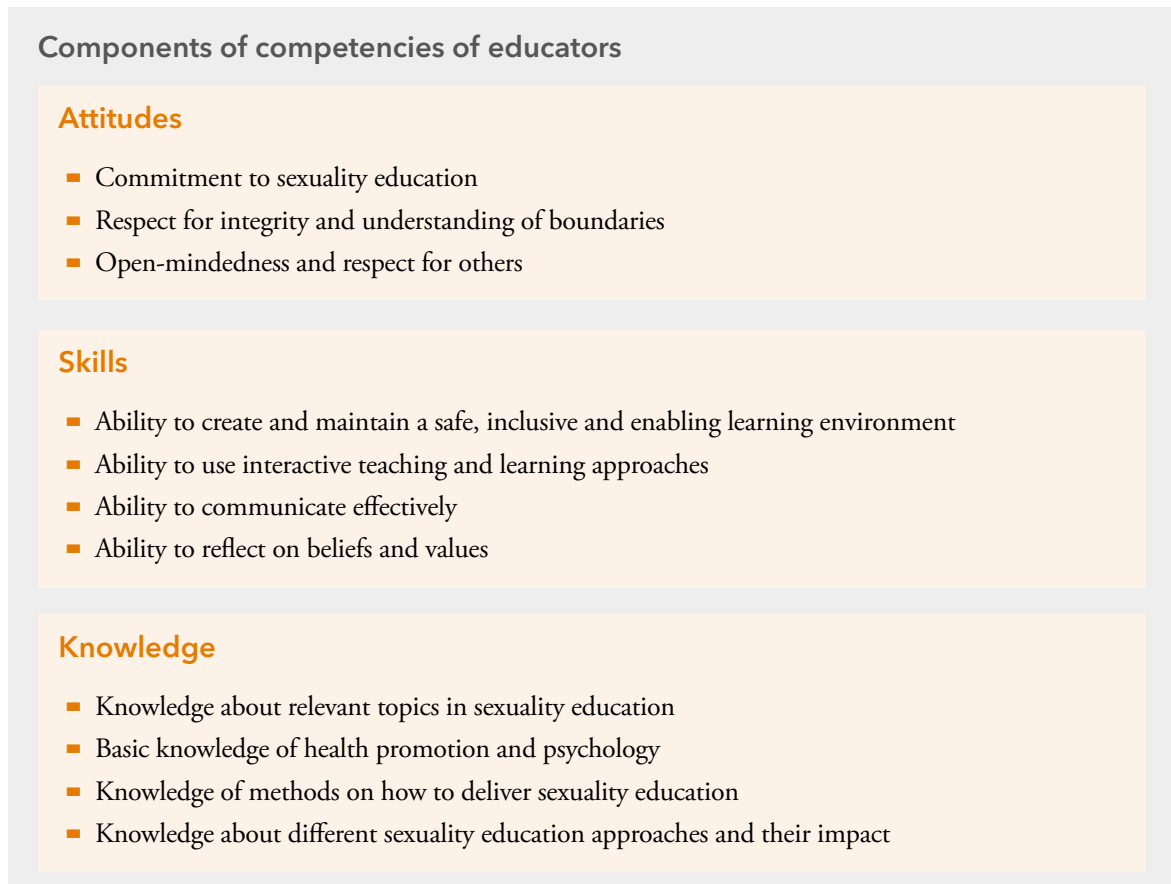 Components of competencies of educators
Attitudes
Commitment to sexuality education
Respect for integrity and understanding of boundaries
Open-mindedness and respect for others
Skills
Ability to create and maintain a safe, inclusive and enabling learning environment
Ability to use interactive teaching and learning approaches
Ability to communicate effectively
Ability to reflect on beliefs and values
Knowledge
Knowledge about relevant topics in sexuality education
Basic knowledge of health promotion and psychology
Knowledge of methods on how to deliver sexuality education
Knowledge about different sexuality education approaches and their impact